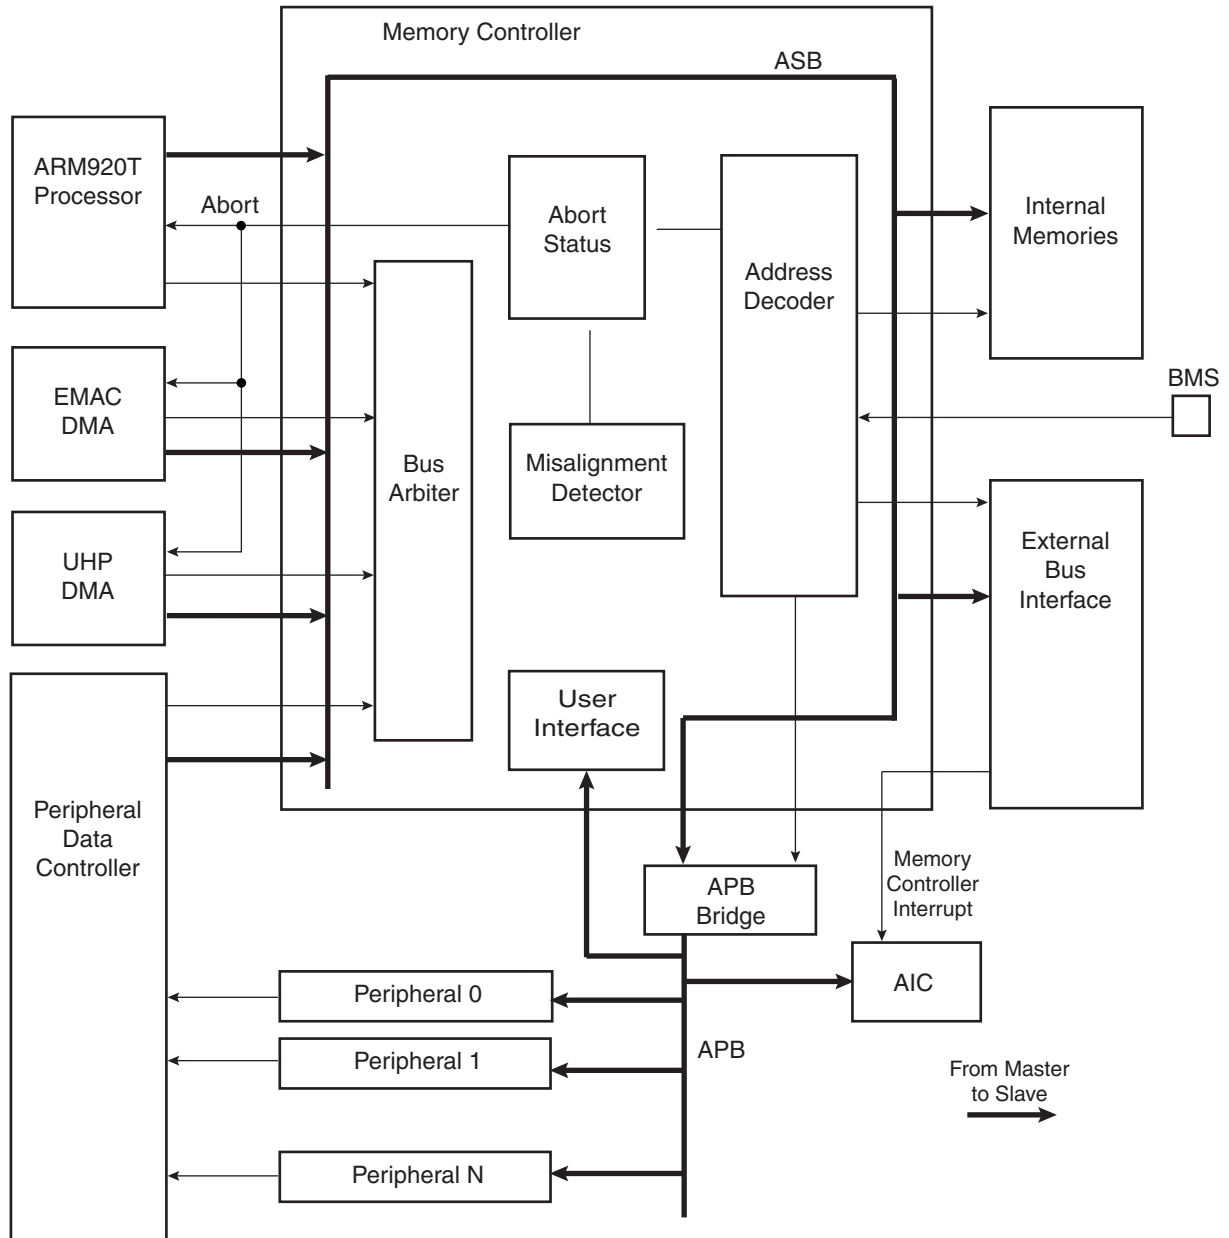 Memory Controller
ASB
ARM920T
Processor
Abort
Abort
Status
Address
Decoder
Internal
Memories
BMS
EMAC
DMA
Bus
Arbiter
Misalignment
Detector
UHP
DMA
External
Bus
Interface
User
Interface
Peripheral
Data
Controller
APB
Bridge
Memory
Controller
Interrupt
AIC
Peripheral 0
Peripheral 1
APB
From Master
to Slave
Peripheral N